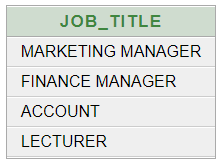 JOB_TITLE
MARKETING MANAGER
FINANCE MANAGER
ACCOUNT
LECTURER